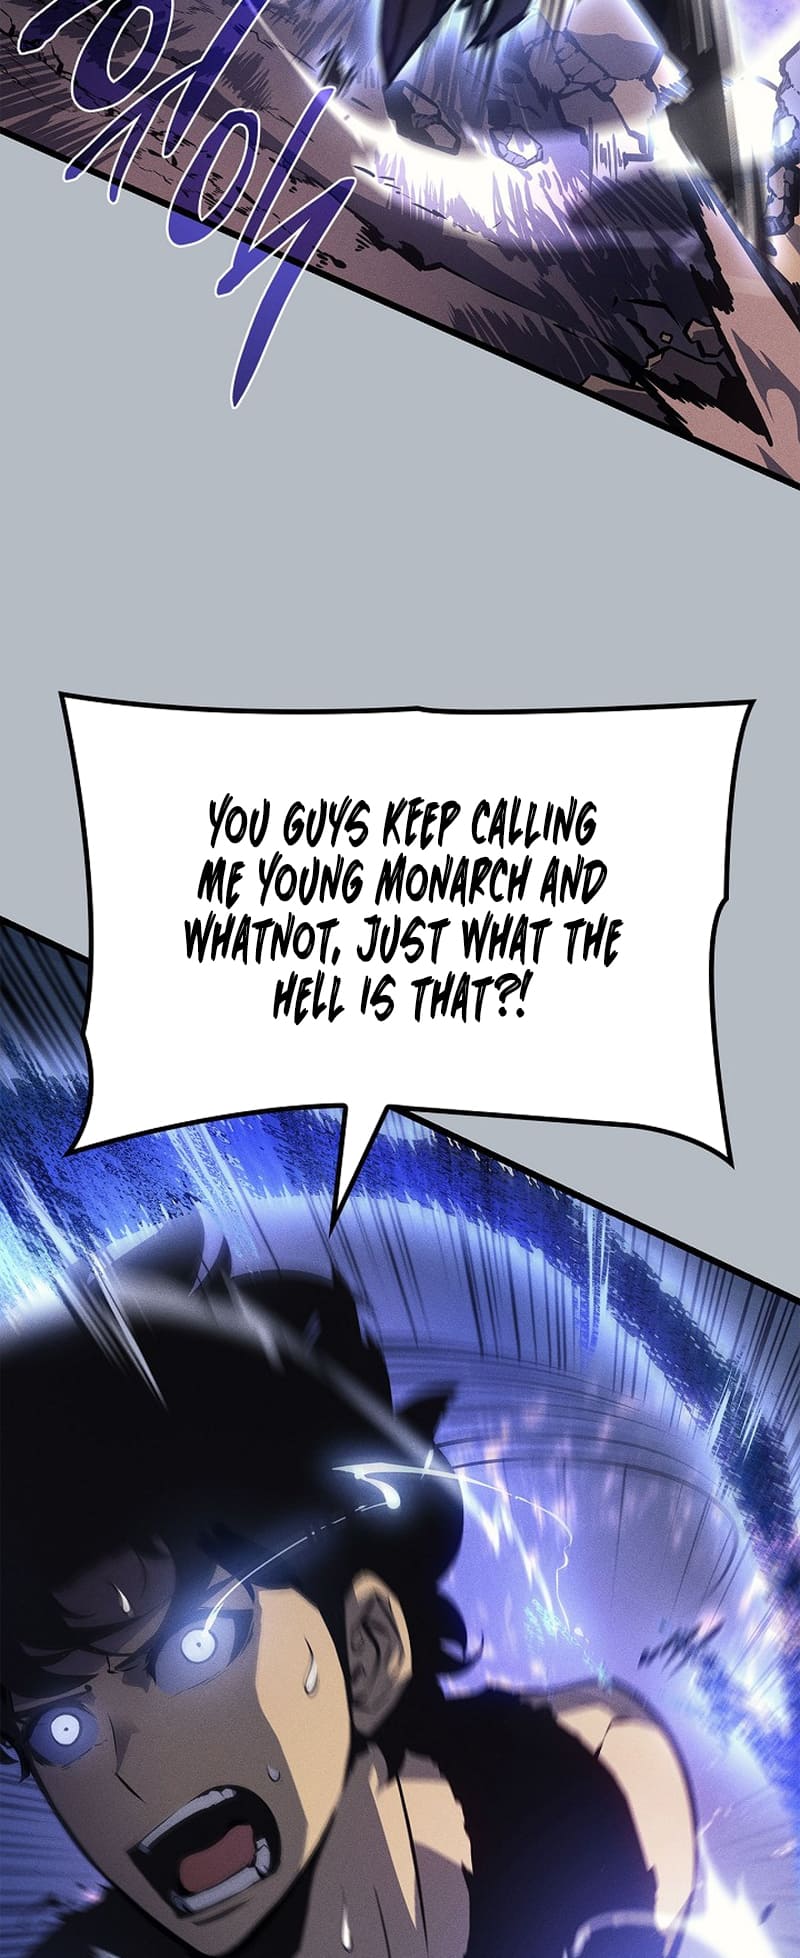 YOU GUYS KEEP CALLING
ME YOUNG MONARCH AND
WHATNOT, JUST WHAT THE
HELL IS THAT?!